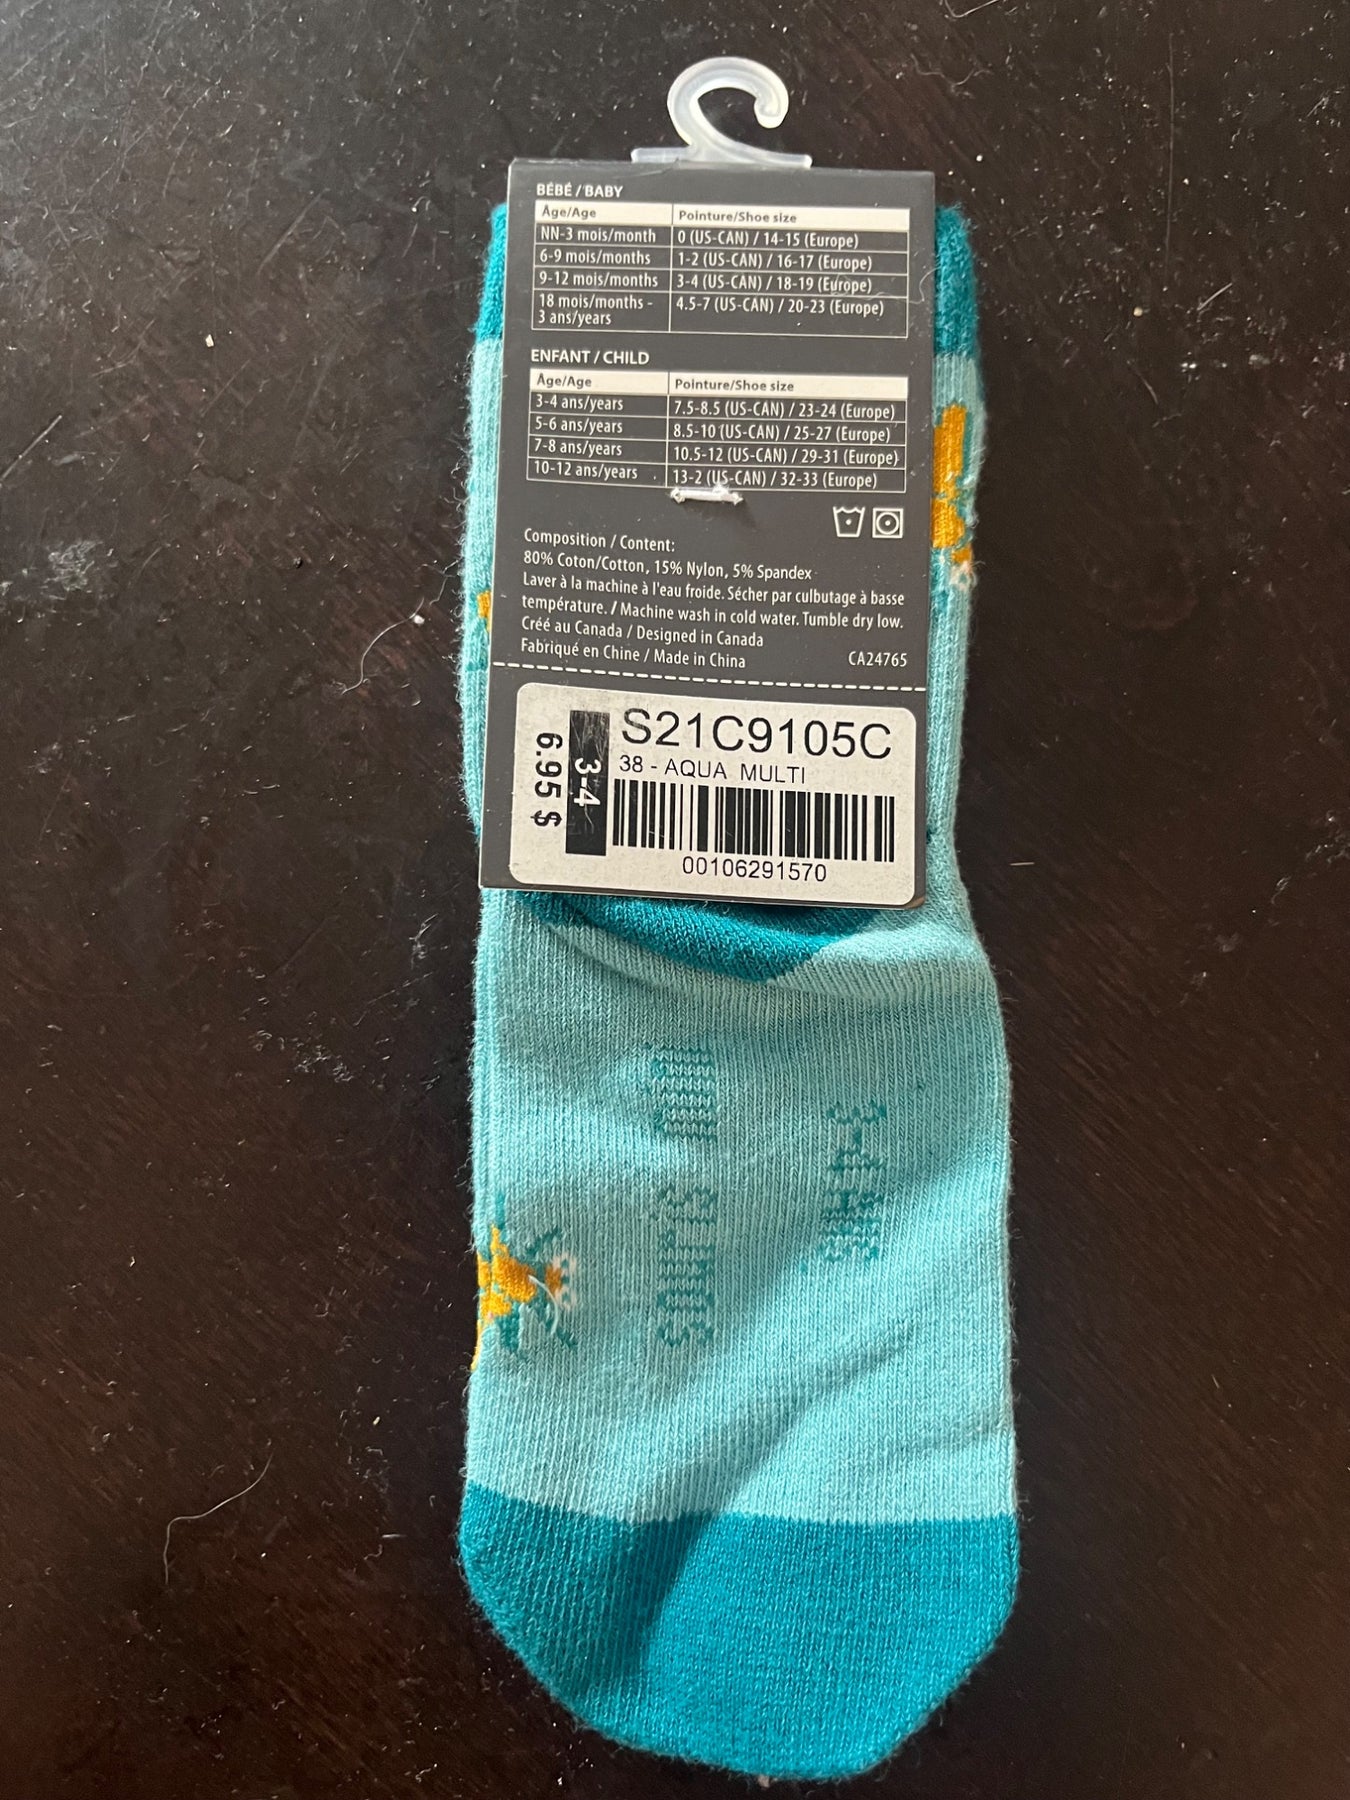 BÉBÉ / BABY
Âge/Age Pointure/Shoe size
NN-3 mois/month 0 (US-CAN) / 14-15 (Europe)
6-9 mois/months 1-2 (US-CAN) / 16-17 (Europe)
9-12 mois/months 3-4 (US-CAN) / 18-19 (Europe)
18 mois/months - 4.5-7 (US-CAN) / 20-23 (Europe)
3 ans/years
ENFANT / CHILD
Âge/Age Pointure/Shoe size
3-4 ans/years 7.5-8.5 (US-CAN) / 23-24 (Europe)
5-6 ans/years 8.5-10 (US-CAN) / 25-27 (Europe)
7-8 ans/years 10.5-12 (US-CAN) / 29-31 (Europe)
10-12 ans/years 13-2 (US-CAN) / 32-33 (Europe)
Composition / Content:
80% Coton/Cotton, 15% Nylon, 5% Spandex
Laver à la machine à l'eau froide. Sécher par culbutage à basse
température. / Machine wash in cold water. Tumble dry low.
Créé au Canada / Designed in Canada
Fabriqué en Chine / Made in China CA24765
S21C9105C
38 - AQUA MULTI
00106291570
3-4
6.95 $